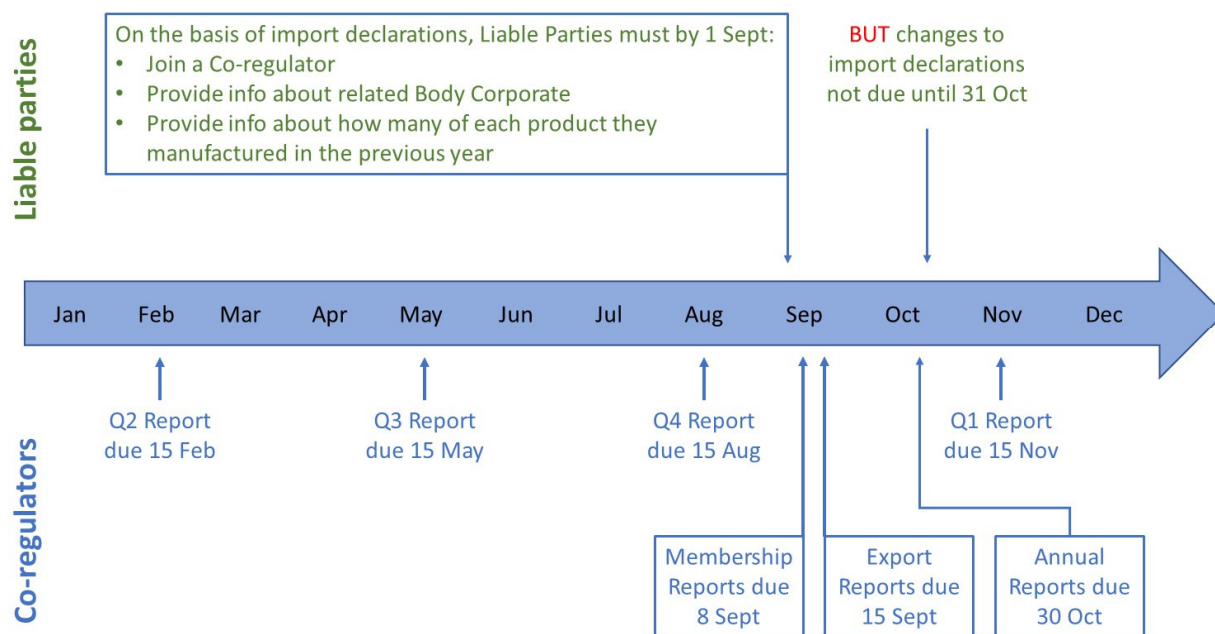 Liable parties
On the basis of import declarations, Liable Parties must by 1 Sept:
• Join a Co-regulator
• Provide info about related Body Corporate
• Provide info about how many of each product they
manufactured in the previous year
BUT changes to
import declarations
not due until 31 Oct
Jan Feb Mar Apr May Jun Jul Aug Sep Oct Nov Dec
Co-regulators
Q2 Report
due 15 Feb
Q3 Report
due 15 May
Q4 Report
due 15 Aug
Q1 Report
due 15 Nov
Membership
Reports due
8 Sept
Export
Reports due
15 Sept
Annual
Reports due
30 Oct